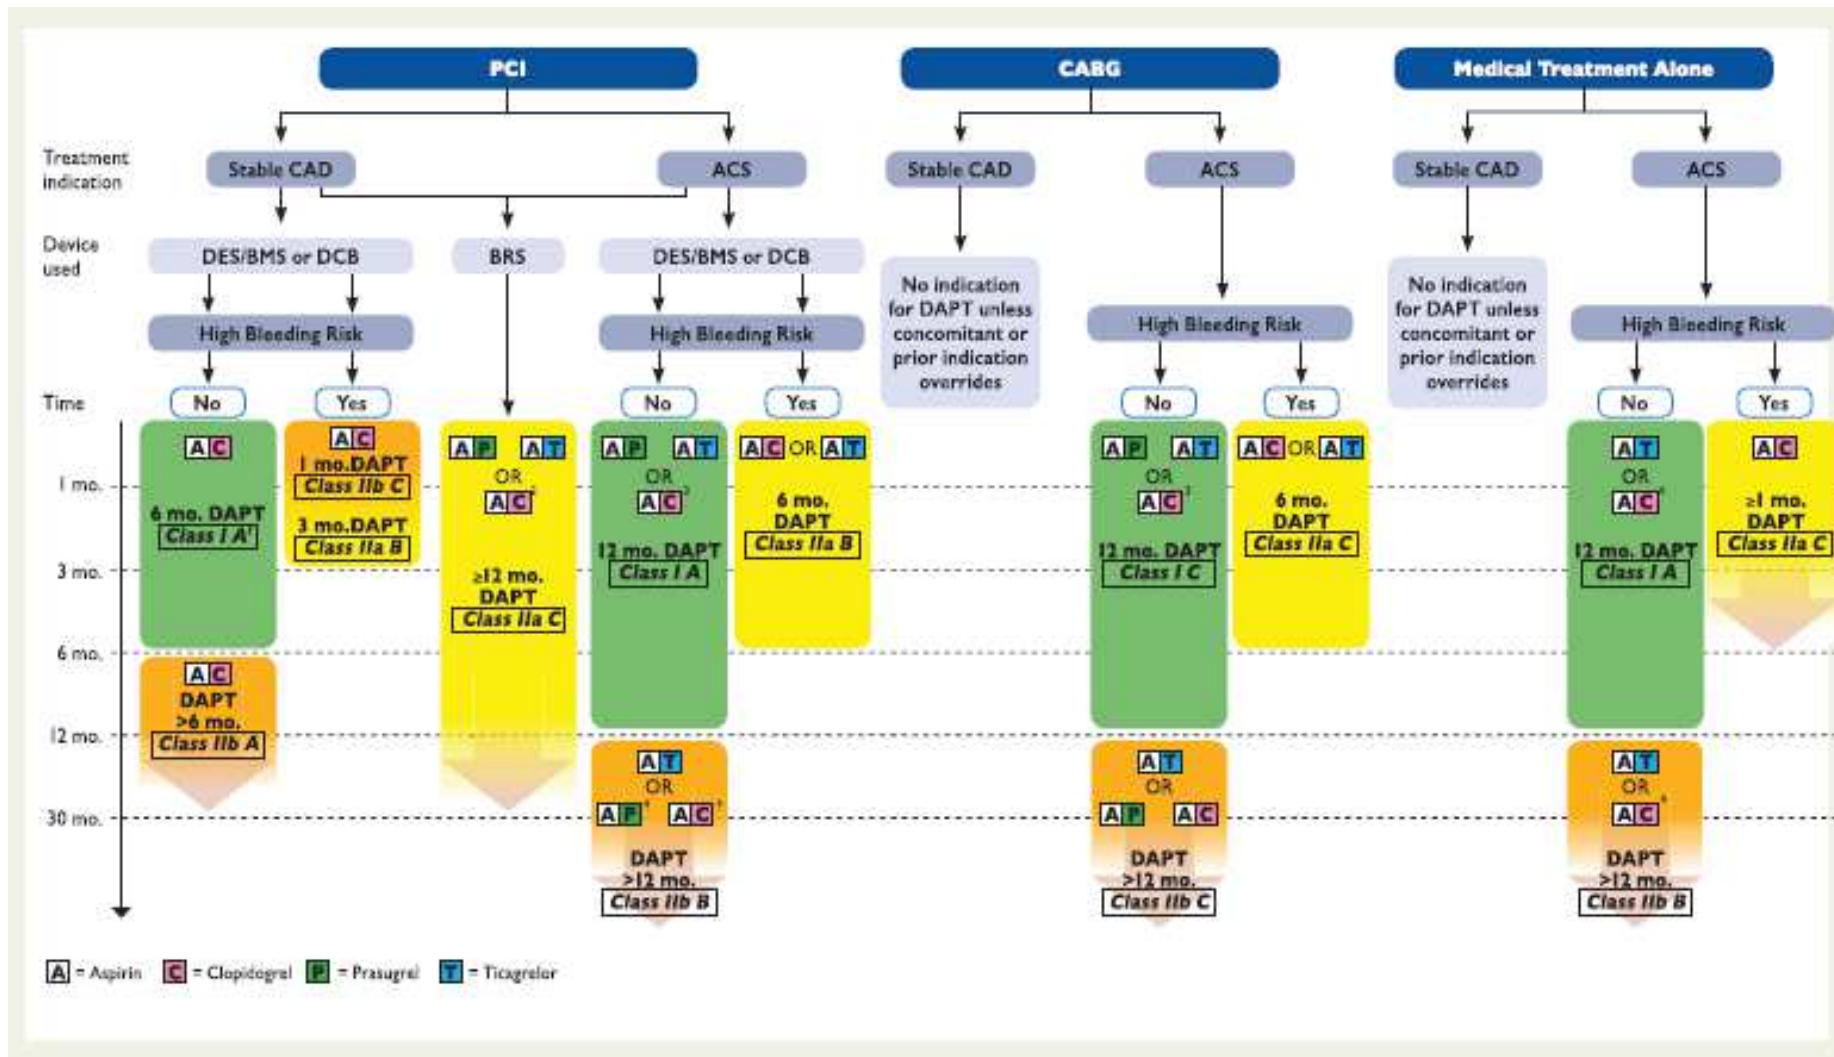 PCI
CABG
Medical Treatment Alone
Treatment
indication
Stable CAD
ACS
Stable CAD
ACS
Stable CAD
ACS
Device
used
DES/BMS or DCB
BRS
DES/BMS or DCB
No indication
for DAPT unless
concomitant or
prior indication
overrides
No indication
for DAPT unless
concomitant or
prior indication
overrides
High Bleeding Risk
High Bleeding Risk
High Bleeding Risk
High Bleeding Risk
Time
No
Yes
No
Yes
No
Yes
No
Yes
1 mo.
3 mo.
6 mo.
12 mo.
30 mo.
A C
6 mo. DAPT
Class I A¹
A C
DAPT
>6 mo.
Class IIb A
A C
1 mo. DAPT
Class IIb C
3 mo. DAPT
Class IIa B
A P A T
OR
A C
≥12 mo.
DAPT
Class IIa C
A P A T
OR
A C
12 mo. DAPT
Class I A
A T
OR
A P A C
DAPT
>12 mo.
Class IIb B
A C OR A T
6 mo.
DAPT
Class IIa B
A P A T
OR
A C
12 mo. DAPT
Class I C
A T
OR
A P A C
DAPT
>12 mo.
Class IIb C
A C OR A T
6 mo.
DAPT
Class IIa C
A T
OR
A C
12 mo. DAPT
Class I A
A T
OR
A C
DAPT
>12 mo.
Class IIb B
A C
≥1 mo.
DAPT
Class IIa C
A = Aspirin C = Clopidogrel P = Prasugrel T = Ticagrelor